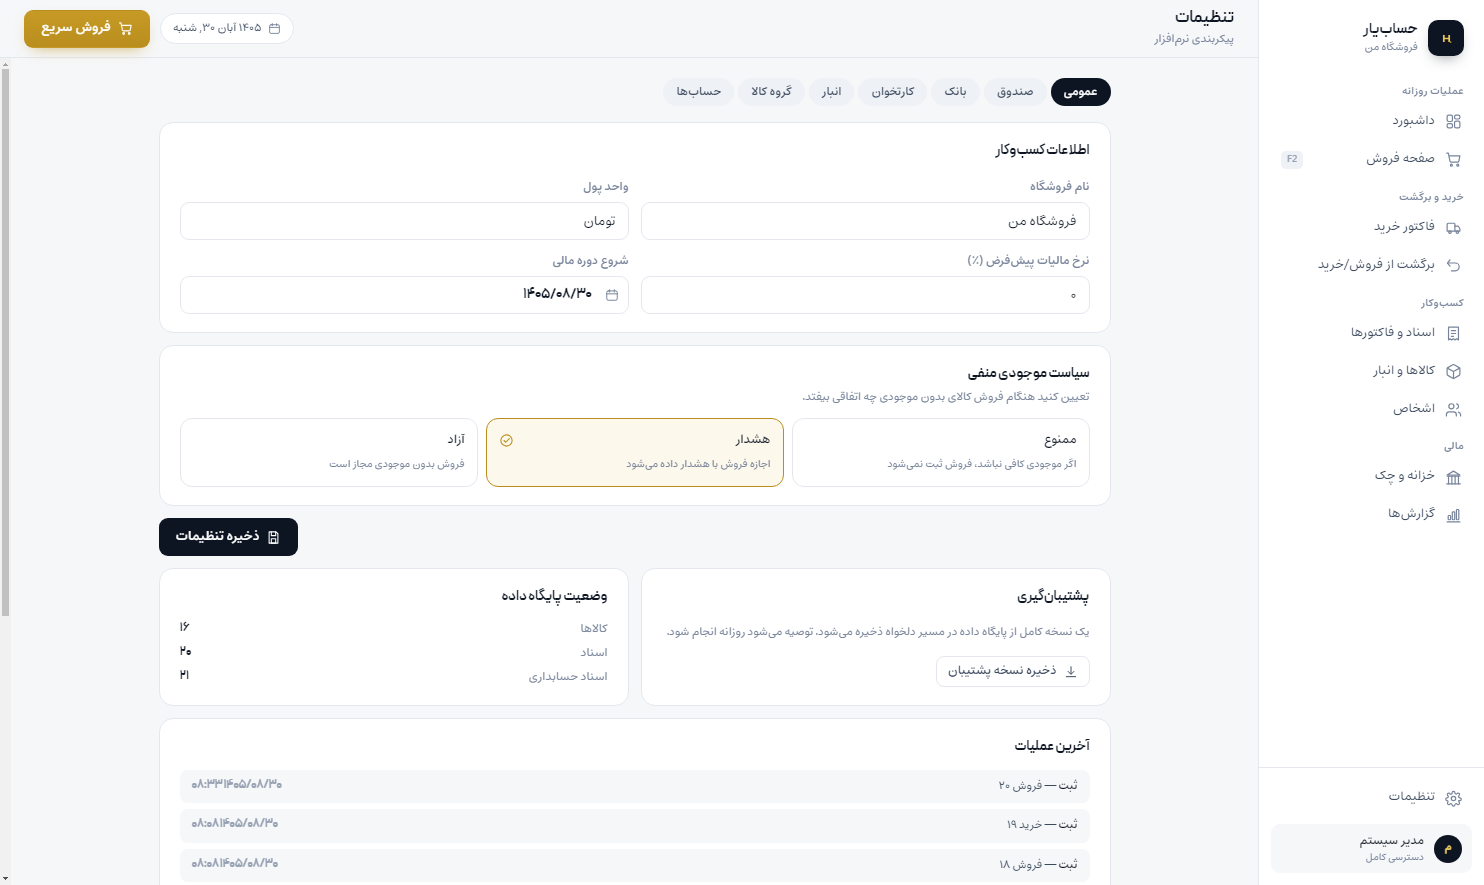 H
حساب‌یار
فروشگاه من
عملیات روزانه
داشبورد
صفحه فروش
F2
خرید و برگشت
فاکتور خرید
برگشت از فروش/خرید
کسب‌وکار
اسناد و فاکتورها
کالاها و انبار
اشخاص
مالی
خزانه و چک
گزارش‌ها
تنظیمات
م
مدیر سیستم
دسترسی کامل
تنظیمات
پیکربندی نرم‌افزار
۱۴۰۵ آبان ۳۰, شنبه
فروش سریع
عمومی
صندوق
بانک
کارتخوان
انبار
گروه کالا
حساب‌ها
اطلاعات کسب‌وکار
نام فروشگاه
واحد پول
فروشگاه من
تومان
نرخ مالیات پیش‌فرض (٪)
شروع دوره مالی
۰
۱۴۰۵/۰۸/۳۰
سیاست موجودی منفی
تعیین کنید هنگام فروش کالای بدون موجودی چه اتفاقی بیفتد.
ممنوع
اگر موجودی کافی نباشد، فروش ثبت نمی‌شود
هشدار
اجازه فروش با هشدار داده می‌شود
آزاد
فروش بدون موجودی مجاز است
ذخیره تنظیمات
پشتیبان‌گیری
یک نسخه کامل از پایگاه داده در مسیر دلخواه ذخیره می‌شود. توصیه می‌شود روزانه انجام شود.
ذخیره نسخه پشتیبان
وضعیت پایگاه داده
کالاها ۱۶
اسناد ۲۰
اسناد حسابداری ۲۱
آخرین عملیات
ثبت — فروش ۲۰ ۱۴۰۵/۰۸/۳۰ ۰۸:۳۳
ثبت — خرید ۱۹ ۱۴۰۵/۰۸/۳۰ ۰۸:۰۸
ثبت — فروش ۱۸ ۱۴۰۵/۰۸/۳۰ ۰۸:۰۸